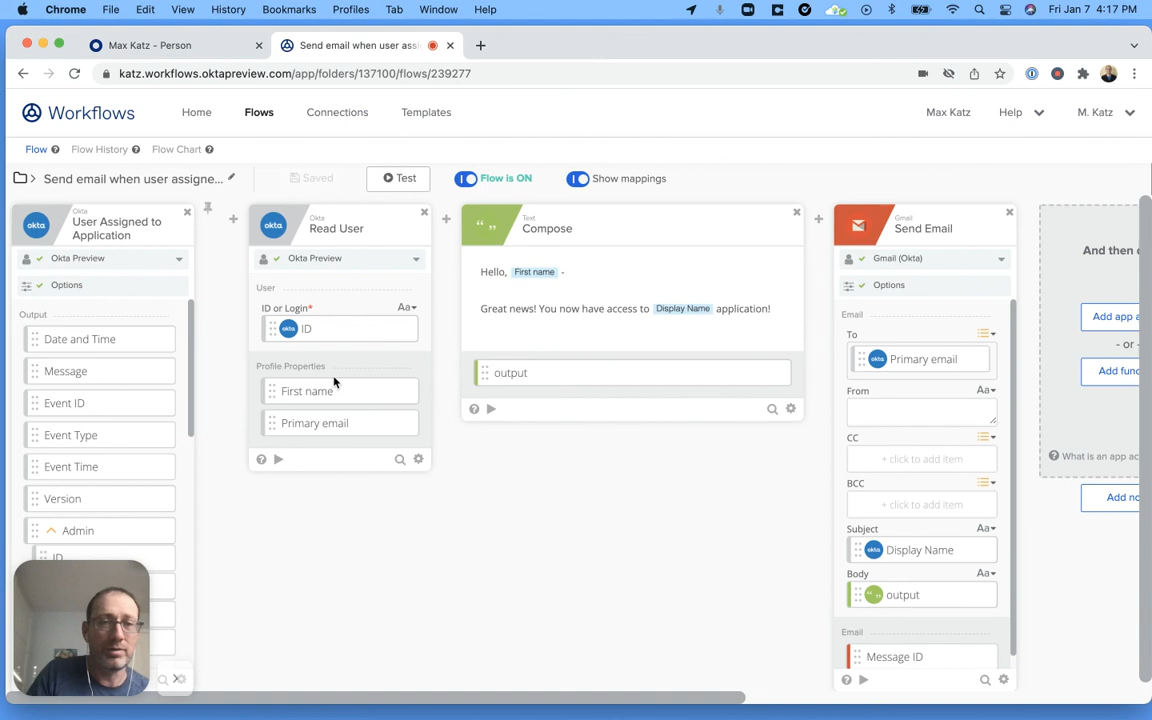 Chrome File Edit View History Bookmarks Profiles Tab Window Help Fri Jan 7 4:17 PM
Max Katz - Person
Send email when user assi
katz.workflows.oktapreview.com/app/folders/137100/flows/239277
Workflows Home Flows Connections Templates Max Katz Help M. Katz
Flow Flow History Flow Chart
Send email when user assigne... Saved Test Flow is ON Show mappings
Okta
User Assigned to
Application
Okta Preview
Options
Output
Date and Time
Message
Event ID
Event Type
Event Time
Version
Admin
ID
Okta
Read User
Okta Preview
User
ID or Login* Aa
okta ID
Profile Properties
First name
Primary email
Text
Compose
Hello, First name -
Great news! You now have access to Display Name application!
output
Gmail
Send Email
Gmail (Okta)
Options
Email
To
okta Primary email
From Aa
CC
+ click to add item
BCC
+ click to add item
Subject Aa
okta Display Name
Body Aa
output
Email
Message ID
And then
Add app a
- or -
Add func
What is an app ac
Add no